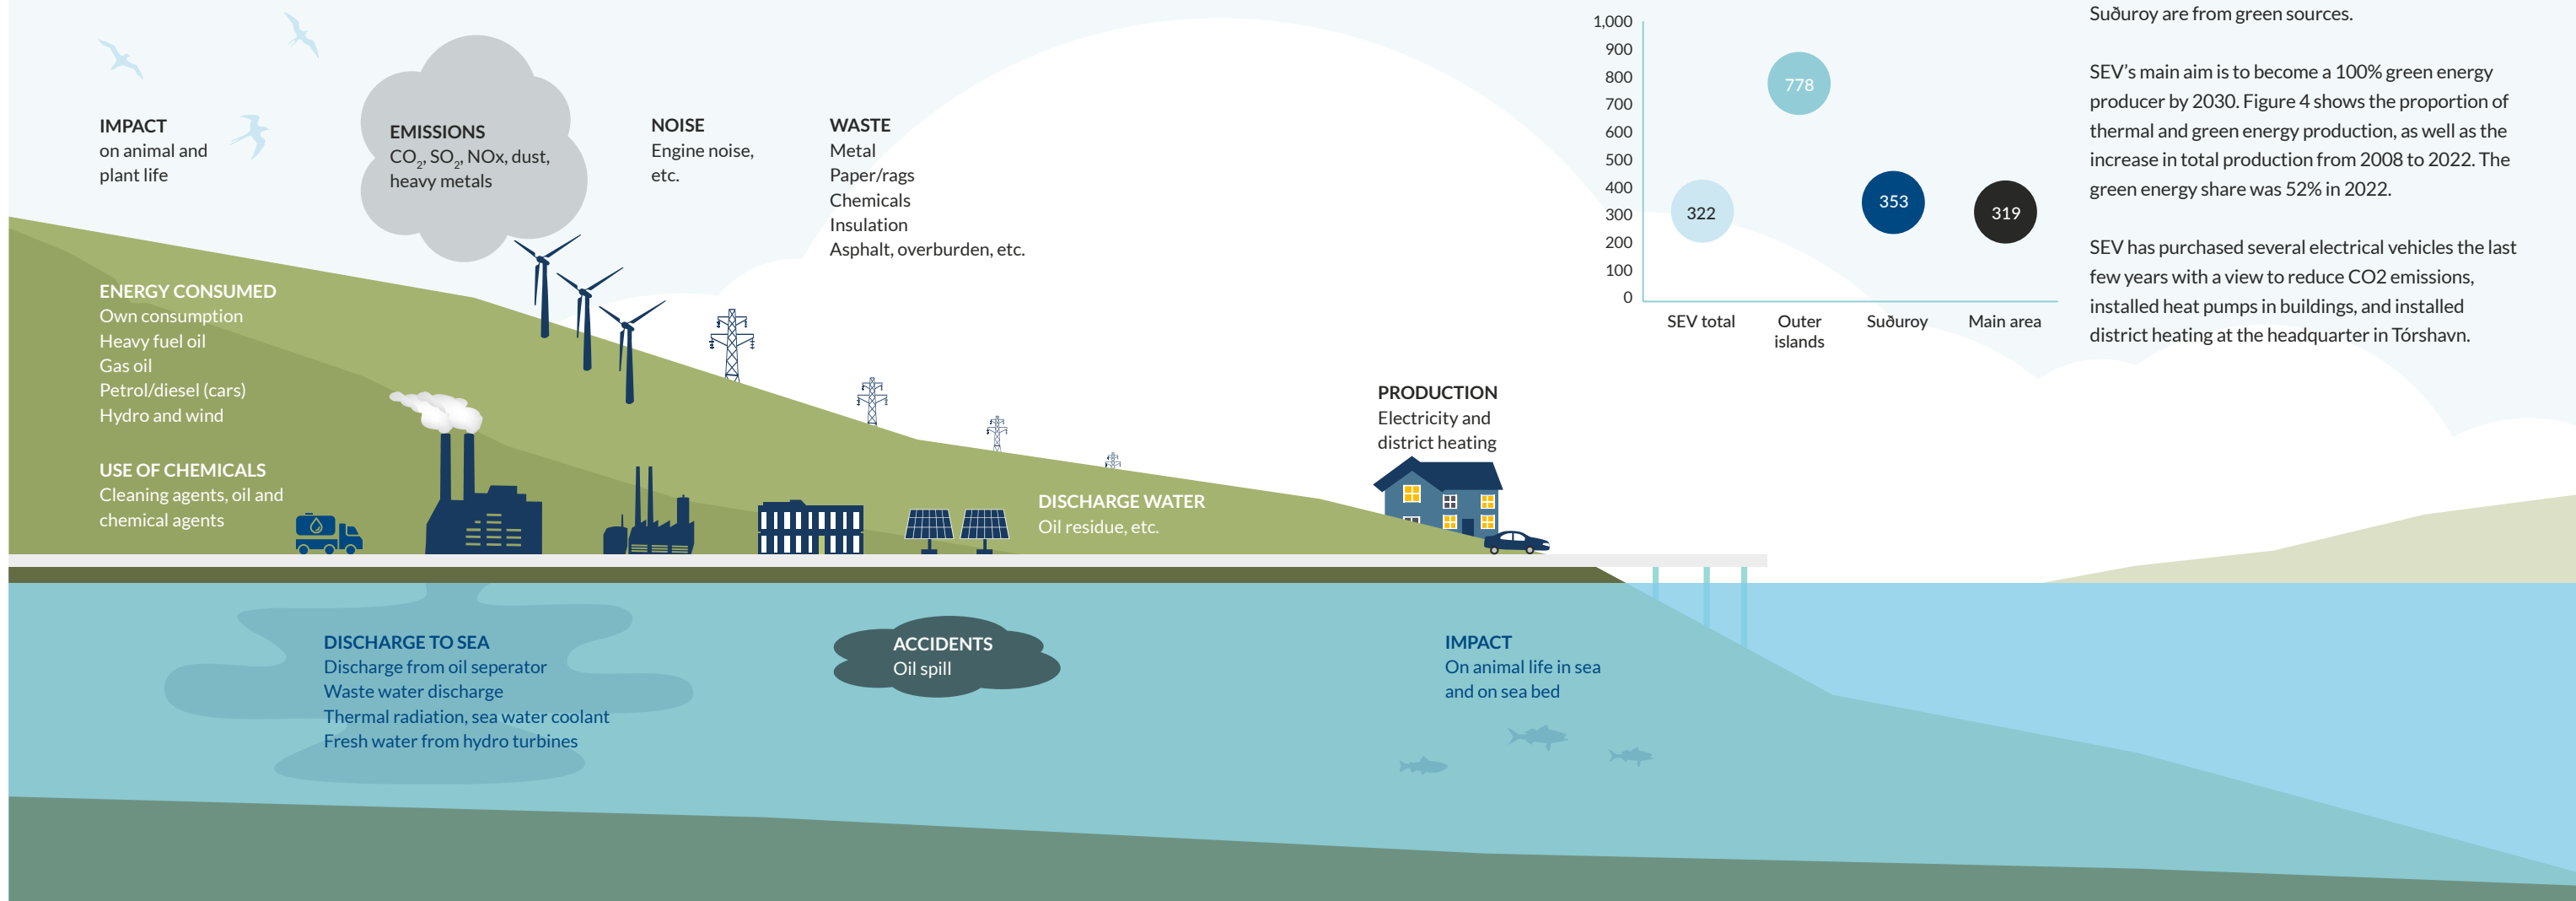 IMPACT
on animal and
plant life
EMISSIONS
CO2, SO2, NOx, dust,
heavy metals
NOISE
Engine noise,
etc.
WASTE
Metal
Paper/rags
Chemicals
Insulation
Asphalt, overburden, etc.
ENERGY CONSUMED
Own consumption
Heavy fuel oil
Gas oil
Petrol/diesel (cars)
Hydro and wind
USE OF CHEMICALS
Cleaning agents, oil and
chemical agents
DISCHARGE WATER
Oil residue, etc.
PRODUCTION
Electricity and
district heating
DISCHARGE TO SEA
Discharge from oil seperator
Waste water discharge
Thermal radiation, sea water coolant
Fresh water from hydro turbines
ACCIDENTS
Oil spill
IMPACT
On animal life in sea
and on sea bed
1,000
900
800
700
600
500
400
300
200
100
0
322
778
353
319
SEV total
Outer
islands
Suðuroy
Main area
Suðuroy are from green sources.
SEV’s main aim is to become a 100% green energy
producer by 2030. Figure 4 shows the proportion of
thermal and green energy production, as well as the
increase in total production from 2008 to 2022. The
green energy share was 52% in 2022.
SEV has purchased several electrical vehicles the last
few years with a view to reduce CO2 emissions,
installed heat pumps in buildings, and installed
district heating at the headquarter in Tórshavn.